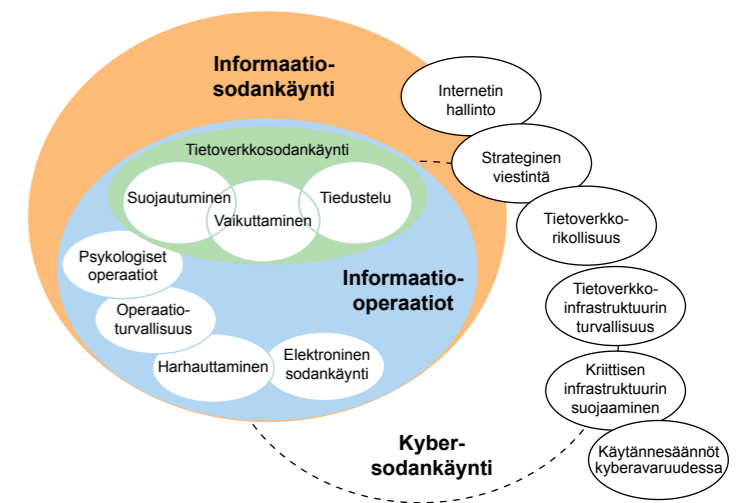 Informaatio-
sodankäynti
Internetin
hallinto
Tietoverkkosodankäynti
Strateginen
viestintä
Suojautuminen
Vaikuttaminen
Tiedustelu
Tietoverkko-
rikollisuus
Psykologiset
operaatiot
Informaatio-
operaatiot
Operaatio-
turvallisuus
Tietoverkko-
infrastruktuurin
turvallisuus
Harhauttaminen
Elektroninen
sodankäynti
Kriittisen
infrastruktuurin
suojaaminen
Kyber-
sodankäynti
Käytännesäännöt
kyberavaruudessa